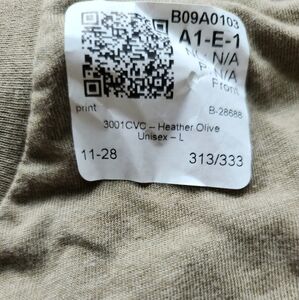 B09A0103
A1-E-1
N - N/A
P - N/A
Front
print B-28688
3001CVC – Heather Olive
Unisex – L
11-28 313/333